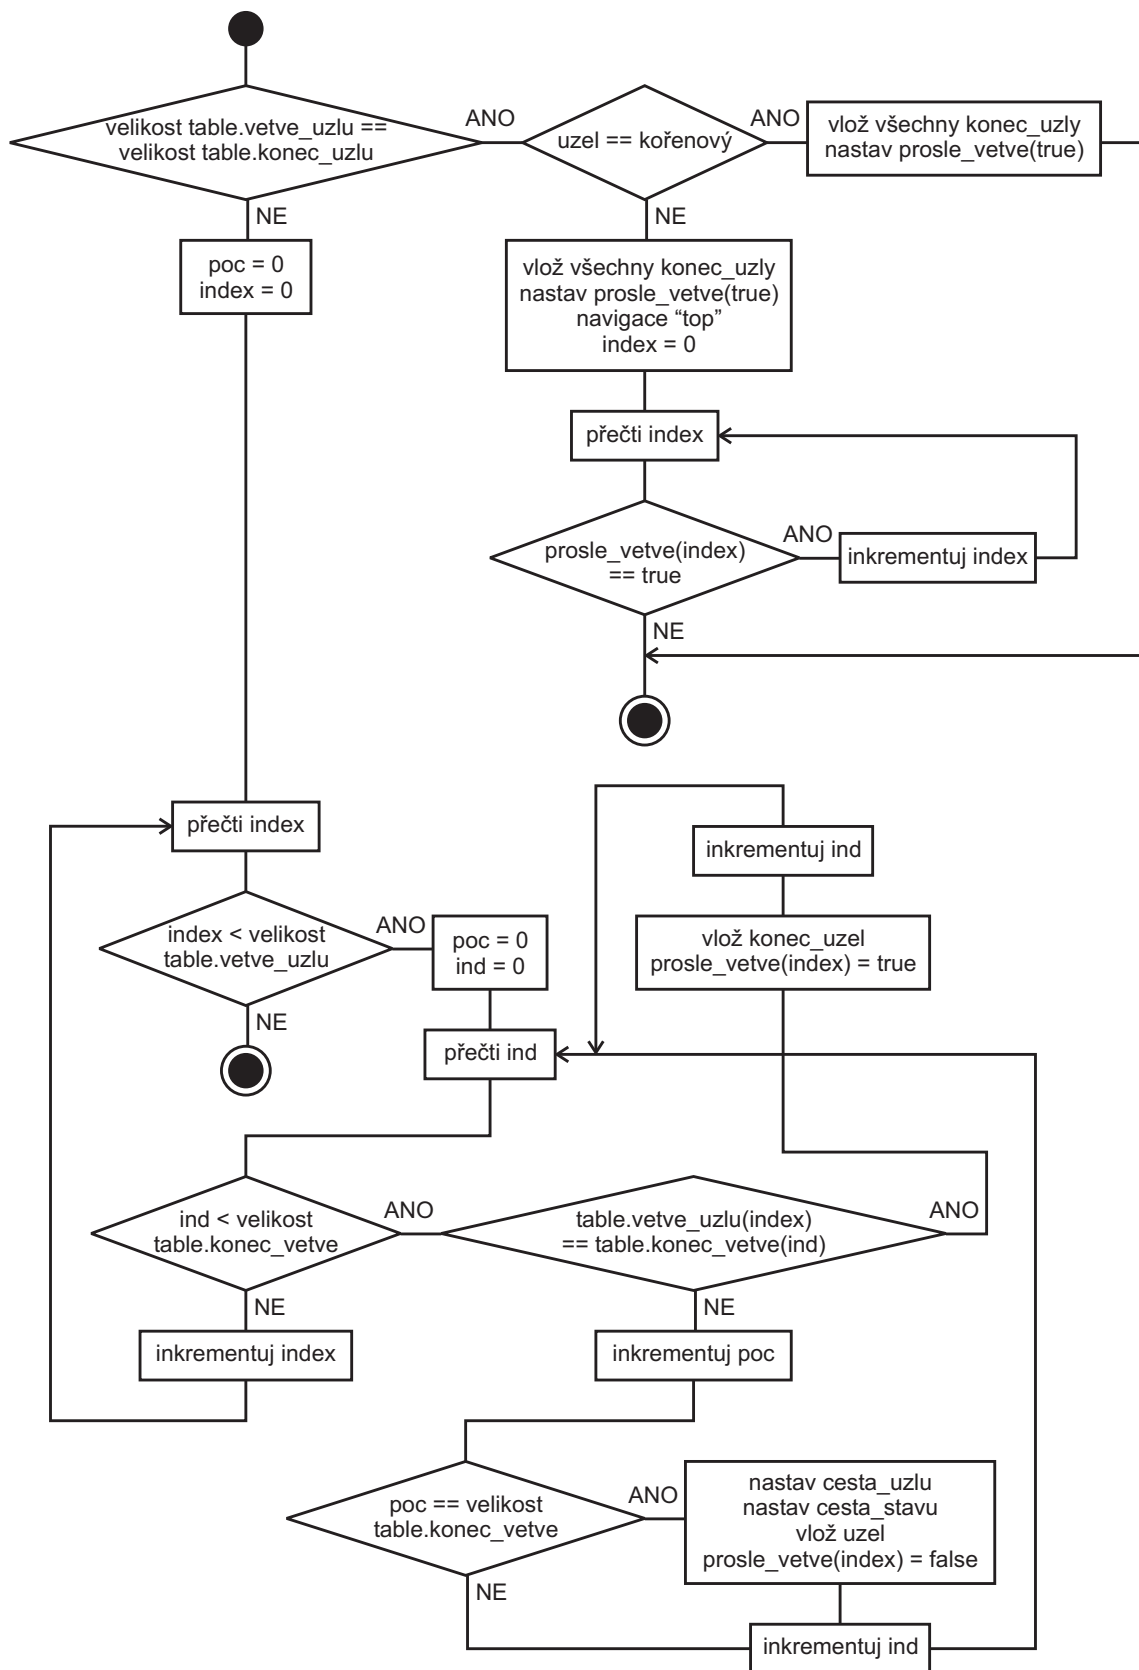 velikost table.vetve_uzlu ==
velikost table.konec_uzlu
ANO
uzel == kořenový
ANO
vlož všechny konec_uzly
nastav prosle_vetve(true)
NE
NE
poc = 0
index = 0
vlož všechny konec_uzly
nastav prosle_vetve(true)
navigace “top”
index = 0
přečti index
prosle_vetve(index)
== true
ANO
inkrementuj index
NE
přečti index
inkrementuj ind
index < velikost
table.vetve_uzlu
ANO
poc = 0
ind = 0
vlož konec_uzel
prosle_vetve(index) = true
NE
přečti ind
ind < velikost
table.konec_vetve
ANO
table.vetve_uzlu(index)
== table.konec_vetve(ind)
ANO
NE
NE
inkrementuj index
inkrementuj poc
poc == velikost
table.konec_vetve
ANO
nastav cesta_uzlu
nastav cesta_stavu
vlož uzel
prosle_vetve(index) = false
NE
inkrementuj ind